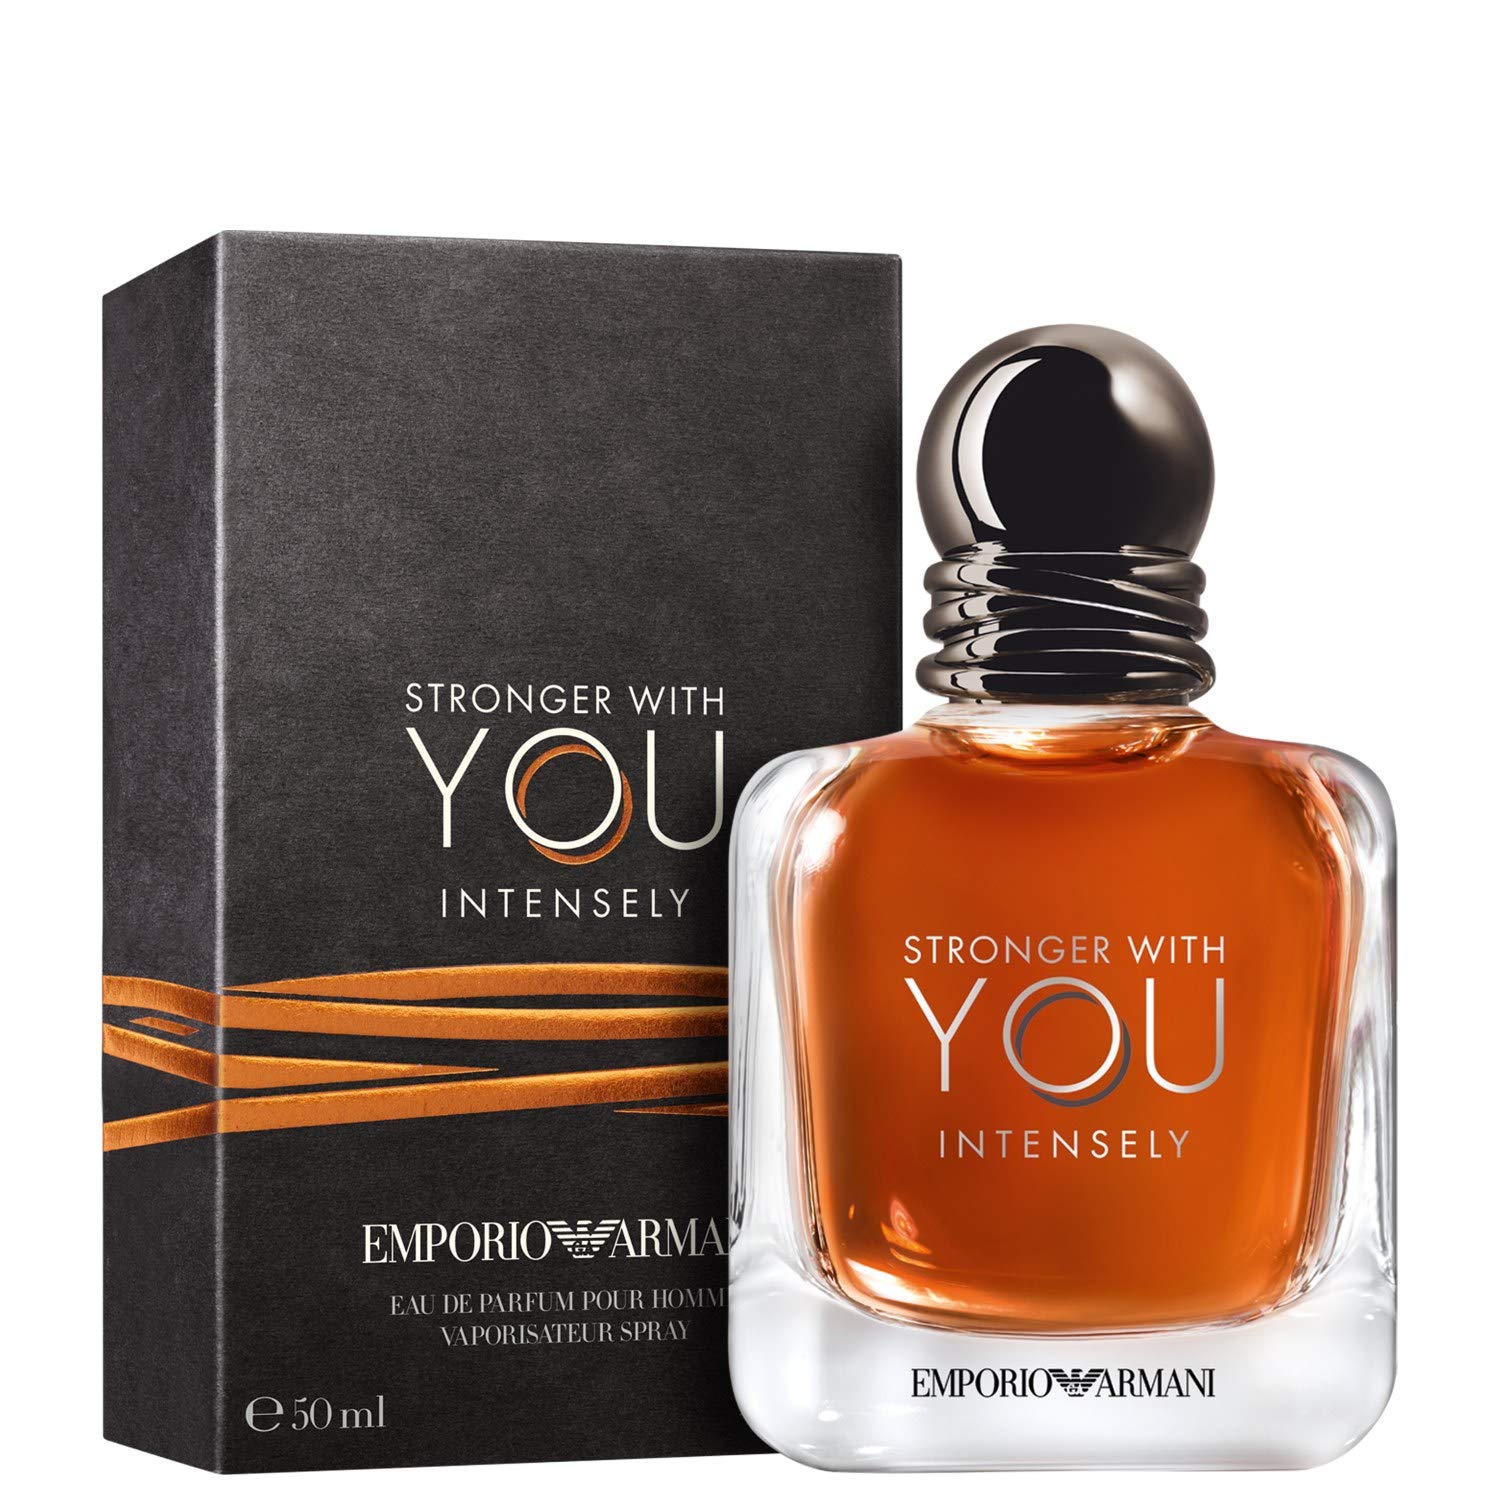 STRONGER WITH
YOU
INTENSELY
EMPORIO ARMA
EAU DE PARFUM POUR HOMM
VAPORISATEUR SPRAY
℮ 50 ml
STRONGER WITH
YOU
INTENSELY
EMPORIO ARMANI